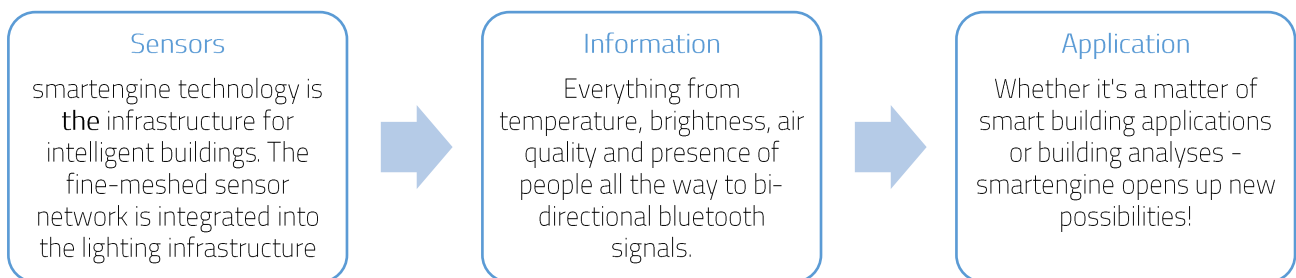 Sensors
smartengine technology is
the infrastructure for
intelligent buildings. The
fine-meshed sensor
network is integrated into
the lighting infrastructure
Information
Everything from
temperature, brightness, air
quality and presence of
people all the way to bi-
directional bluetooth
signals.
Application
Whether it's a matter of
smart building applications
or building analyses -
smartengine opens up new
possibilities!